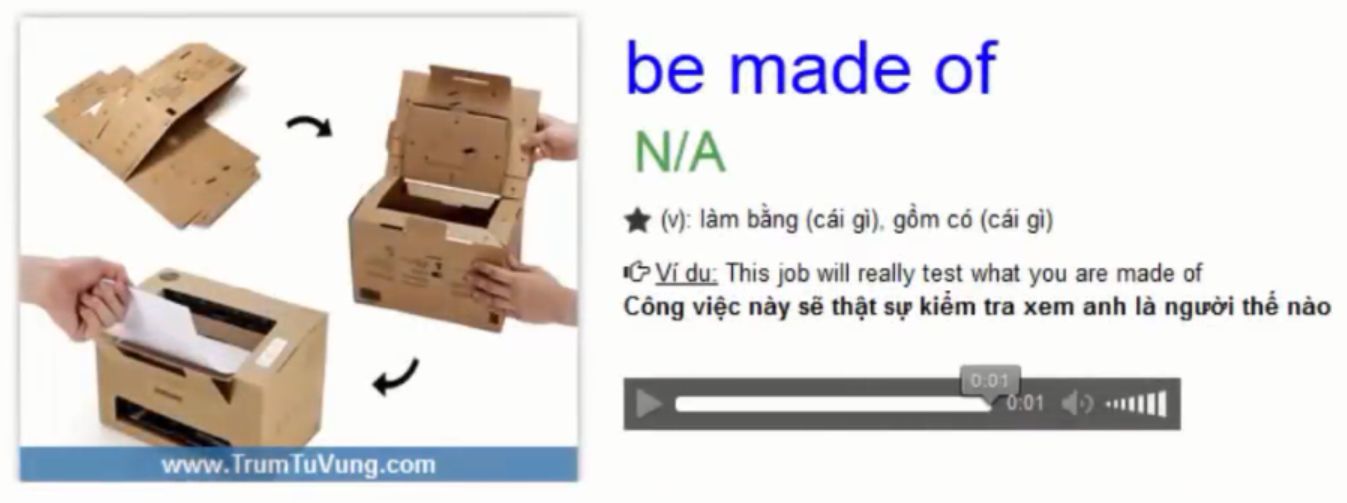 be made of
N/A
(v): làm bằng (cái gì), gồm có (cái gì)
Ví du: This job will really test what you are made of
Công việc này sẽ thật sự kiểm tra xem anh là người thế nào
0:01
0:01
www.TrumTuVung.com